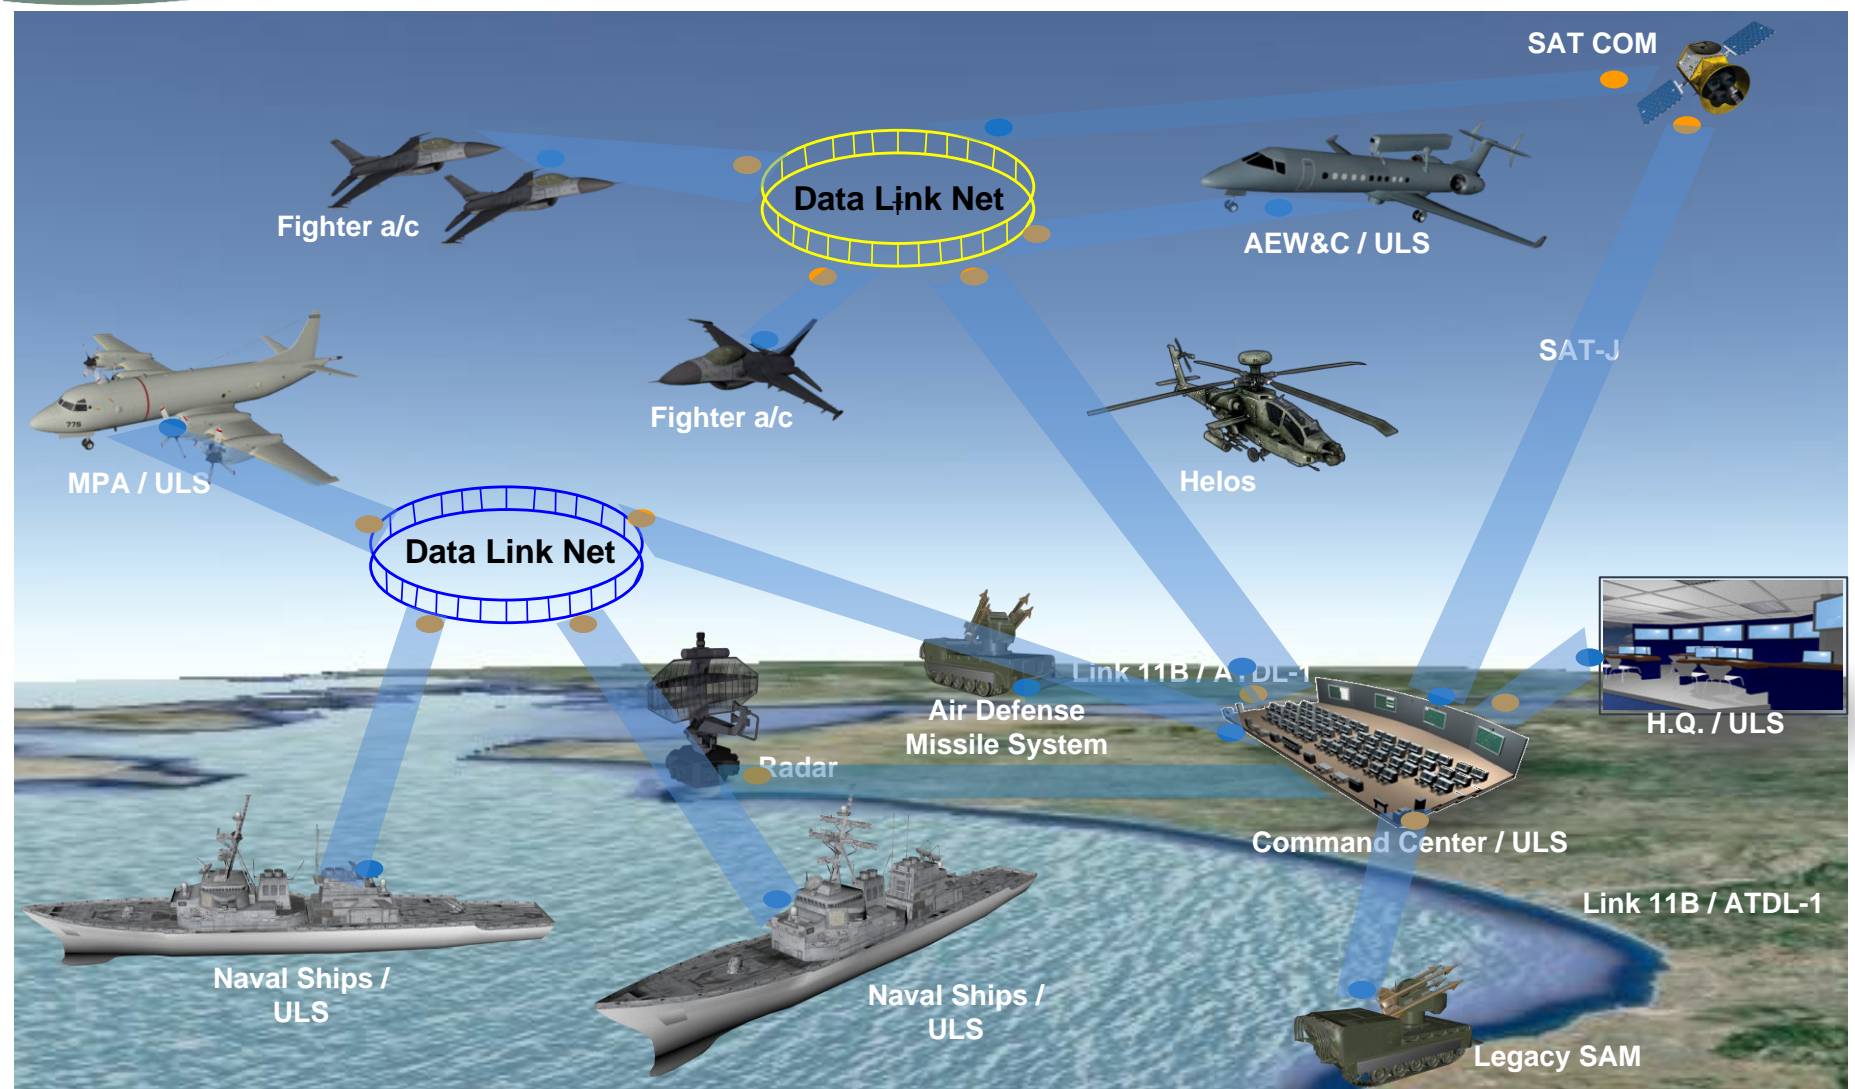 SAT COM
Data Link Net
Fighter a/c
AEW&C / ULS
SAT-J
Fighter a/c
775
MPA / ULS
Helos
Data Link Net
Link 11B / ATDL-1
Air Defense
Missile System
H.Q. / ULS
Radar
Command Center / ULS
Link 11B / ATDL-1
Naval Ships /
ULS
Naval Ships /
ULS
Legacy SAM